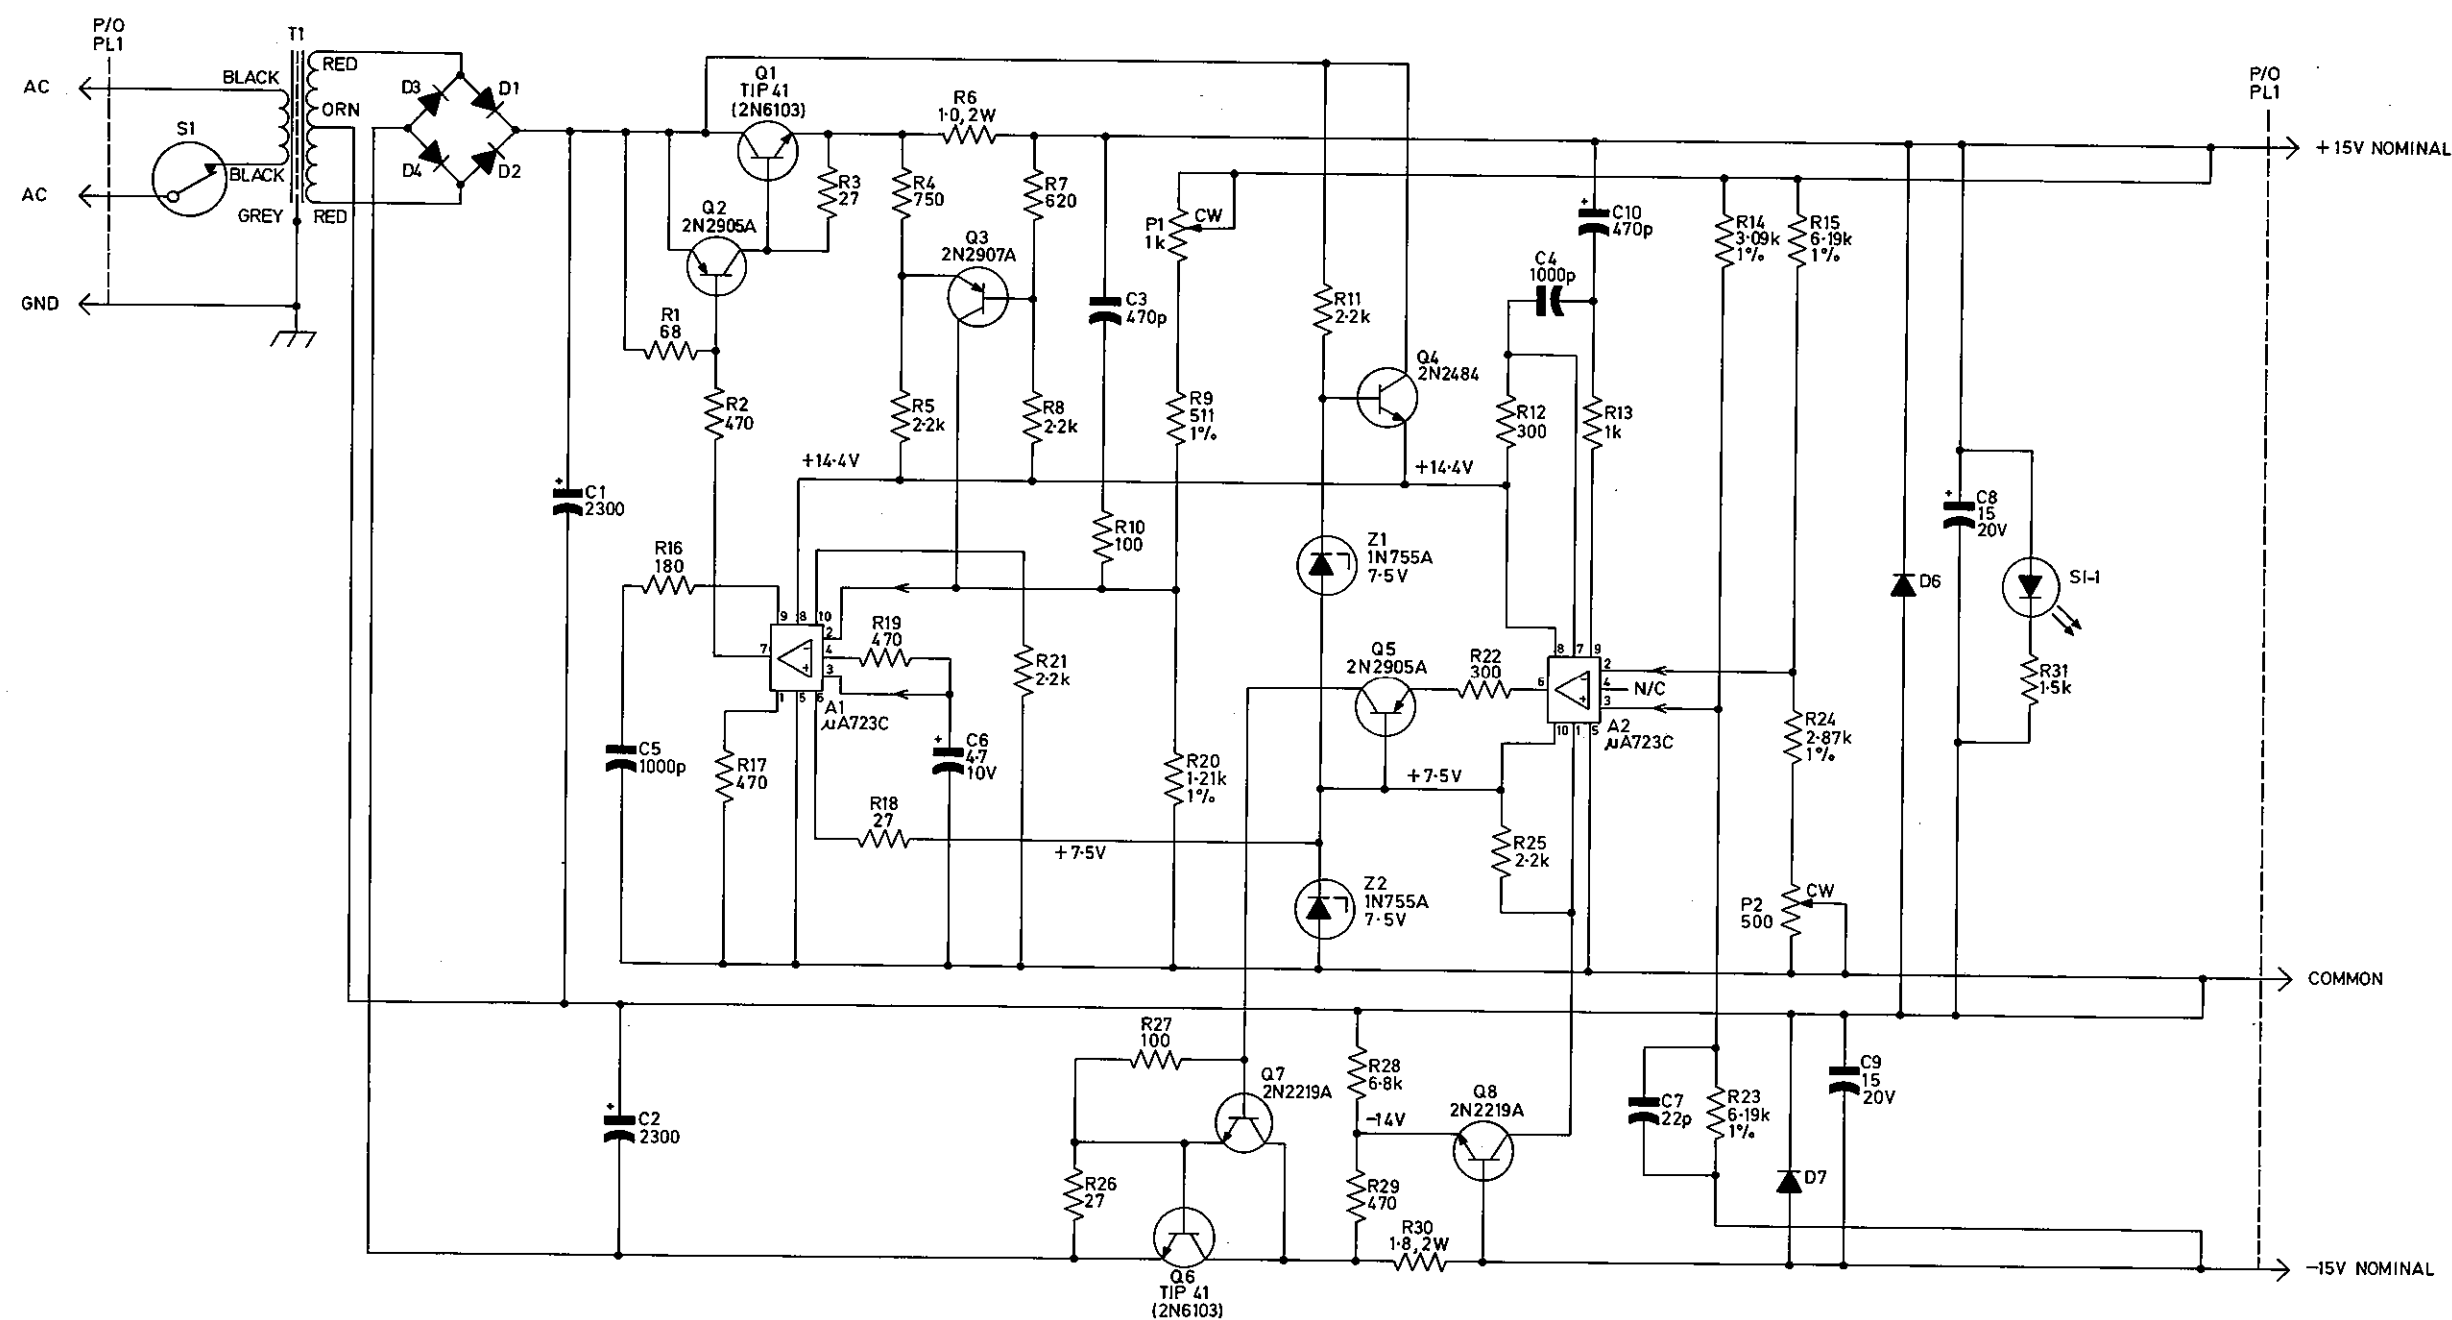 P/O
PL1
AC
AC
GND
S1
BLACK
BLACK
GREY
T1
RED
ORN
RED
D3
D1
D4
D2
Q1
TIP 41
(2N6103)
Q2
2N2905A
R1
68
R2
470
R3
27
R4
750
R5
2·2k
R6
1·0, 2W
R7
620
Q3
2N2907A
R8
2·2k
C3
470p
R10
100
P1
1k
CW
R9
511
1%
R11
2·2k
Q4
2N2484
C4
1000p
+
C10
470p
R12
300
R13
1k
R14
3·09k
1%
R15
6·19k
1%
P/O
PL1
+15V NOMINAL
+14·4V
+14·4V
+
C1
2300
R16
180
9
8
10
7
2
4
3
1
5
6
-
+
A1
µA723C
R19
470
R21
2·2k
C5
1000p
R17
470
+
C6
4·7
10V
R18
27
+7·5V
R20
1·21k
1%
Z1
1N755A
7·5V
Z2
1N755A
7·5V
Q5
2N2905A
R22
300
+7·5V
8
7
9
6
2
4
3
10
1
5
-
+
N/C
A2
µA723C
R25
2·2k
R24
2·87k
1%
P2
500
CW
D6
+
C8
15
20V
SI-1
R31
1·5k
COMMON
+
C2
2300
R27
100
Q7
2N2219A
R26
27
Q6
TIP 41
(2N6103)
R28
6·8k
-14V
R29
470
R30
1·8, 2W
Q8
2N2219A
C7
22p
R23
6·19k
1%
D7
C9
15
20V
-15V NOMINAL